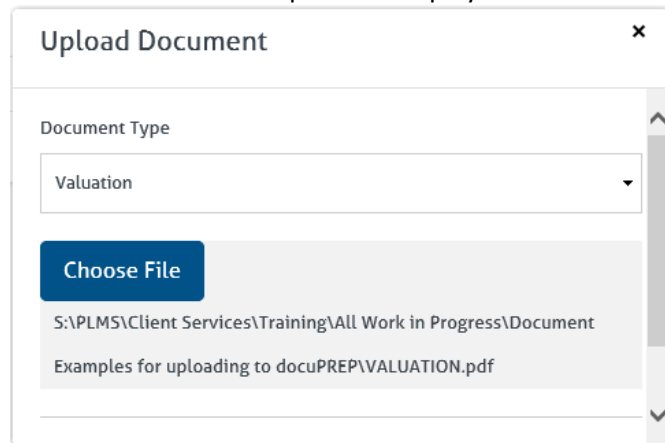 Upload Document
×
Document Type
Valuation
Choose File
S:\PLMS\Client Services\Training\All Work in Progress\Document
Examples for uploading to docuPREP\VALUATION.pdf